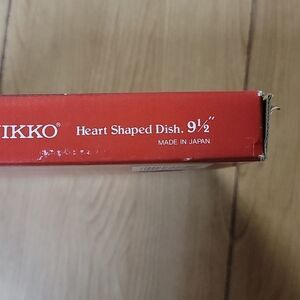 IKKO® Heart Shaped Dish. 9½"
MADE IN JAPAN